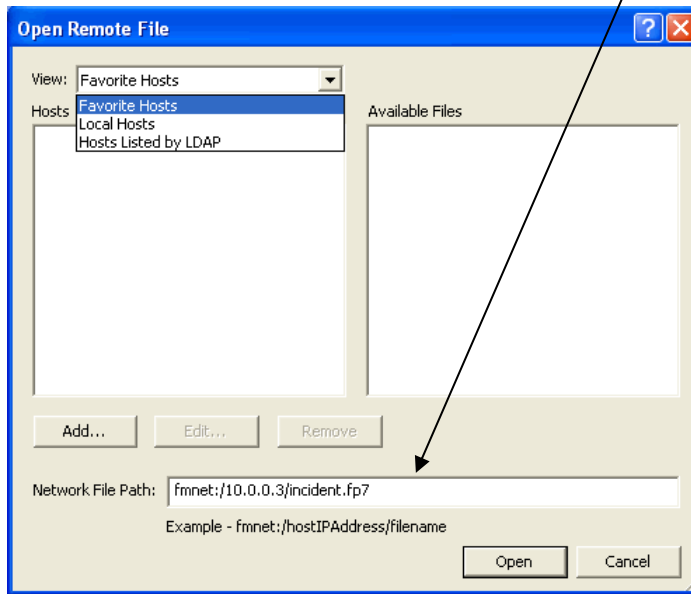 Open Remote File
View: Favorite Hosts
Hosts Favorite Hosts Available Files
Local Hosts
Hosts Listed by LDAP
Add... Edit... Remove
Network File Path: fmnet:/10.0.0.3/incident.fp7
Example - fmnet:/hostIPAddress/filename
Open Cancel